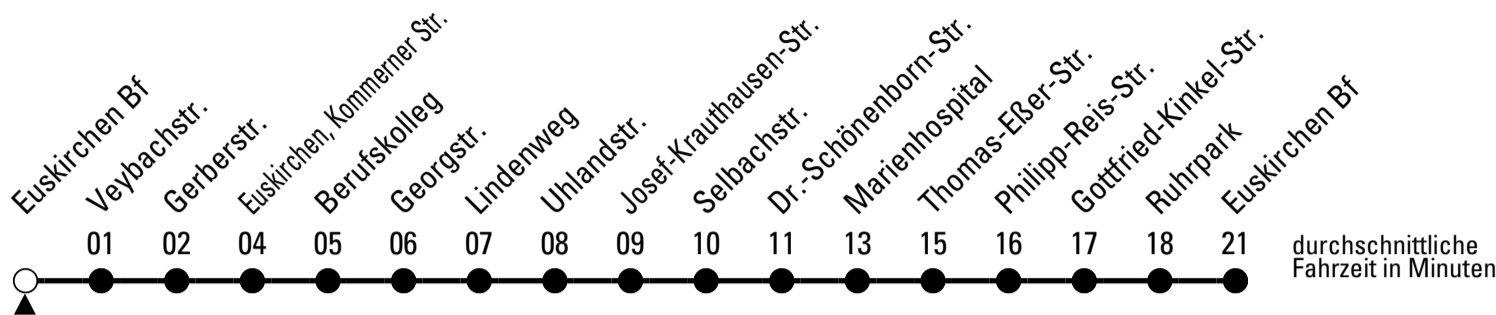 Euskirchen Bf
Veybachstr.
Gerberstr.
Euskirchen, Kommerner Str.
Berufskolleg
Georgstr.
Lindenweg
Uhlandstr.
Josef-Krauthausen-Str.
Selbachstr.
Dr.-Schönenborn-Str.
Marienhospital
Thomas-Eßer-Str.
Philipp-Reis-Str.
Gottfried-Kinkel-Str.
Ruhrpark
Euskirchen Bf
01 02 04 05 06 07 08 09 10 11 13 15 16 17 18 21
durchschnittliche
Fahrzeit in Minuten